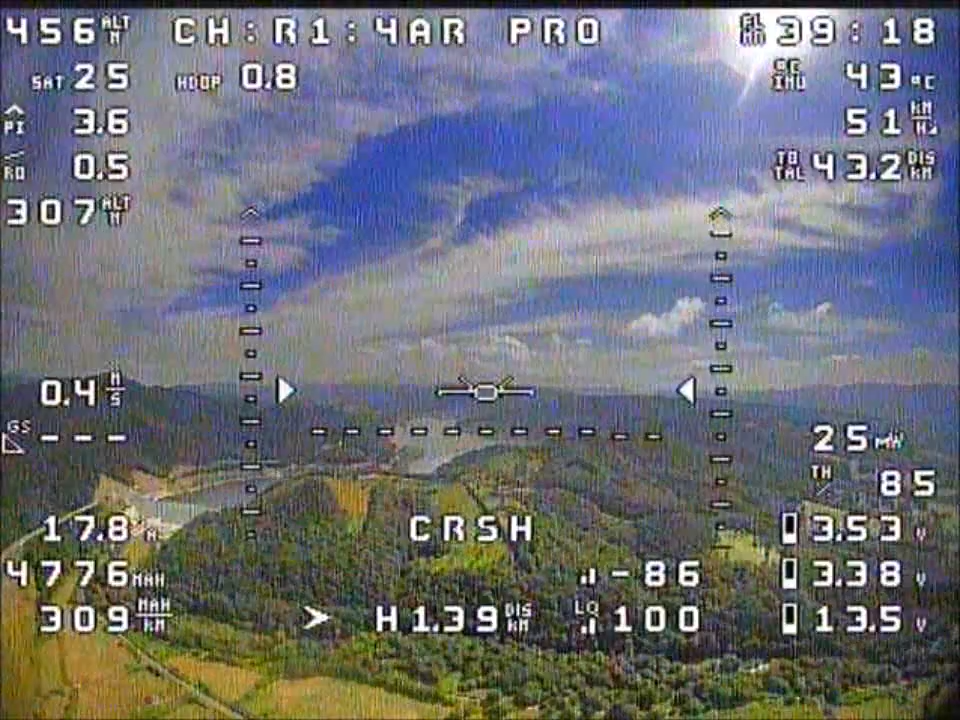 456 ALT M CH:R1:4AR PRO FL MN 39:18
SAT 25 HDOP 0.8 °C IMU 43 °C
PI 3.6 51 KM H
RO 0.5 TO TAL 43.2 DIS KM
307 ALT M
0.4 M S
GS - - - 25 MW
TH 85
17.8 A CRSH 3.53 V
4776 MAH -86 3.38 V
309 MAH KM H 1.39 DIS KM LQ 100 13.5 V